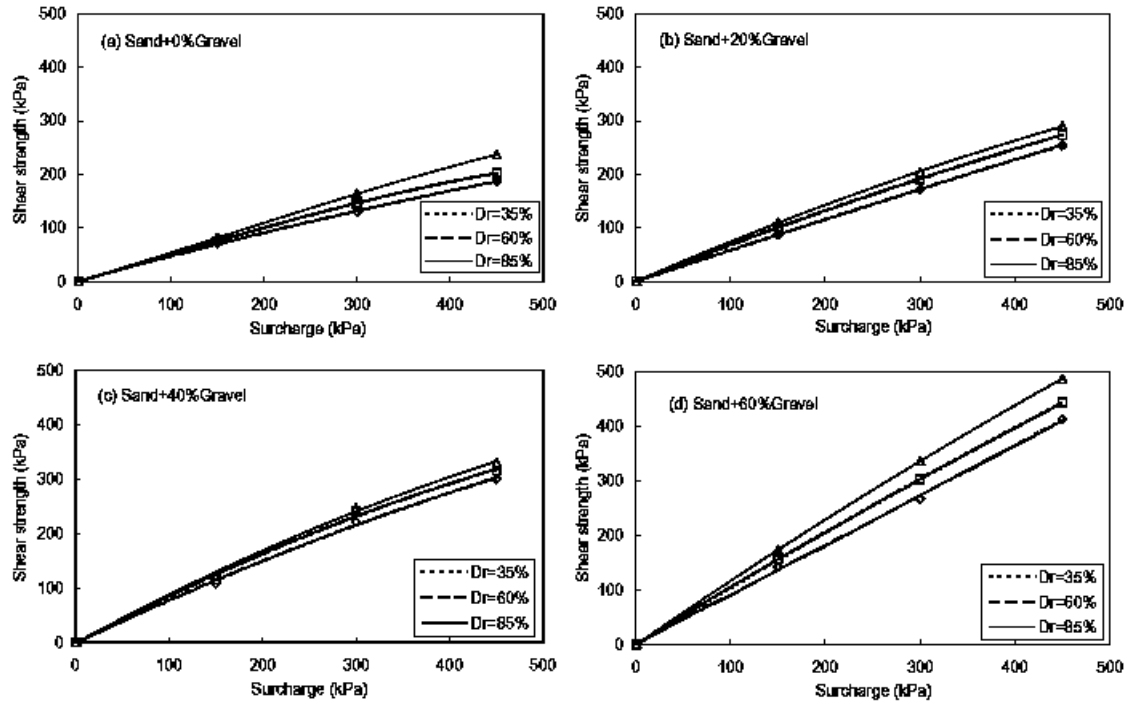 (a) Sand+0%Gravel
Shear strength (kPa)
500
400
300
200
100
0
Dr=35%
Dr=60%
Dr=85%
0 100 200 300 400 500
Surcharge (kPa)
(b) Sand+20%Gravel
Shear strength (kPa)
500
400
300
200
100
0
Dr=35%
Dr=60%
Dr=85%
0 100 200 300 400 500
Surcharge (kPa)
(c) Sand+40%Gravel
Shear strength (kPa)
500
400
300
200
100
0
Dr=35%
Dr=60%
Dr=85%
0 100 200 300 400 500
Surcharge (kPa)
(d) Sand+60%Gravel
Shear strength (kPa)
500
400
300
200
100
0
Dr=35%
Dr=60%
Dr=85%
0 100 200 300 400 500
Surcharge (kPa)